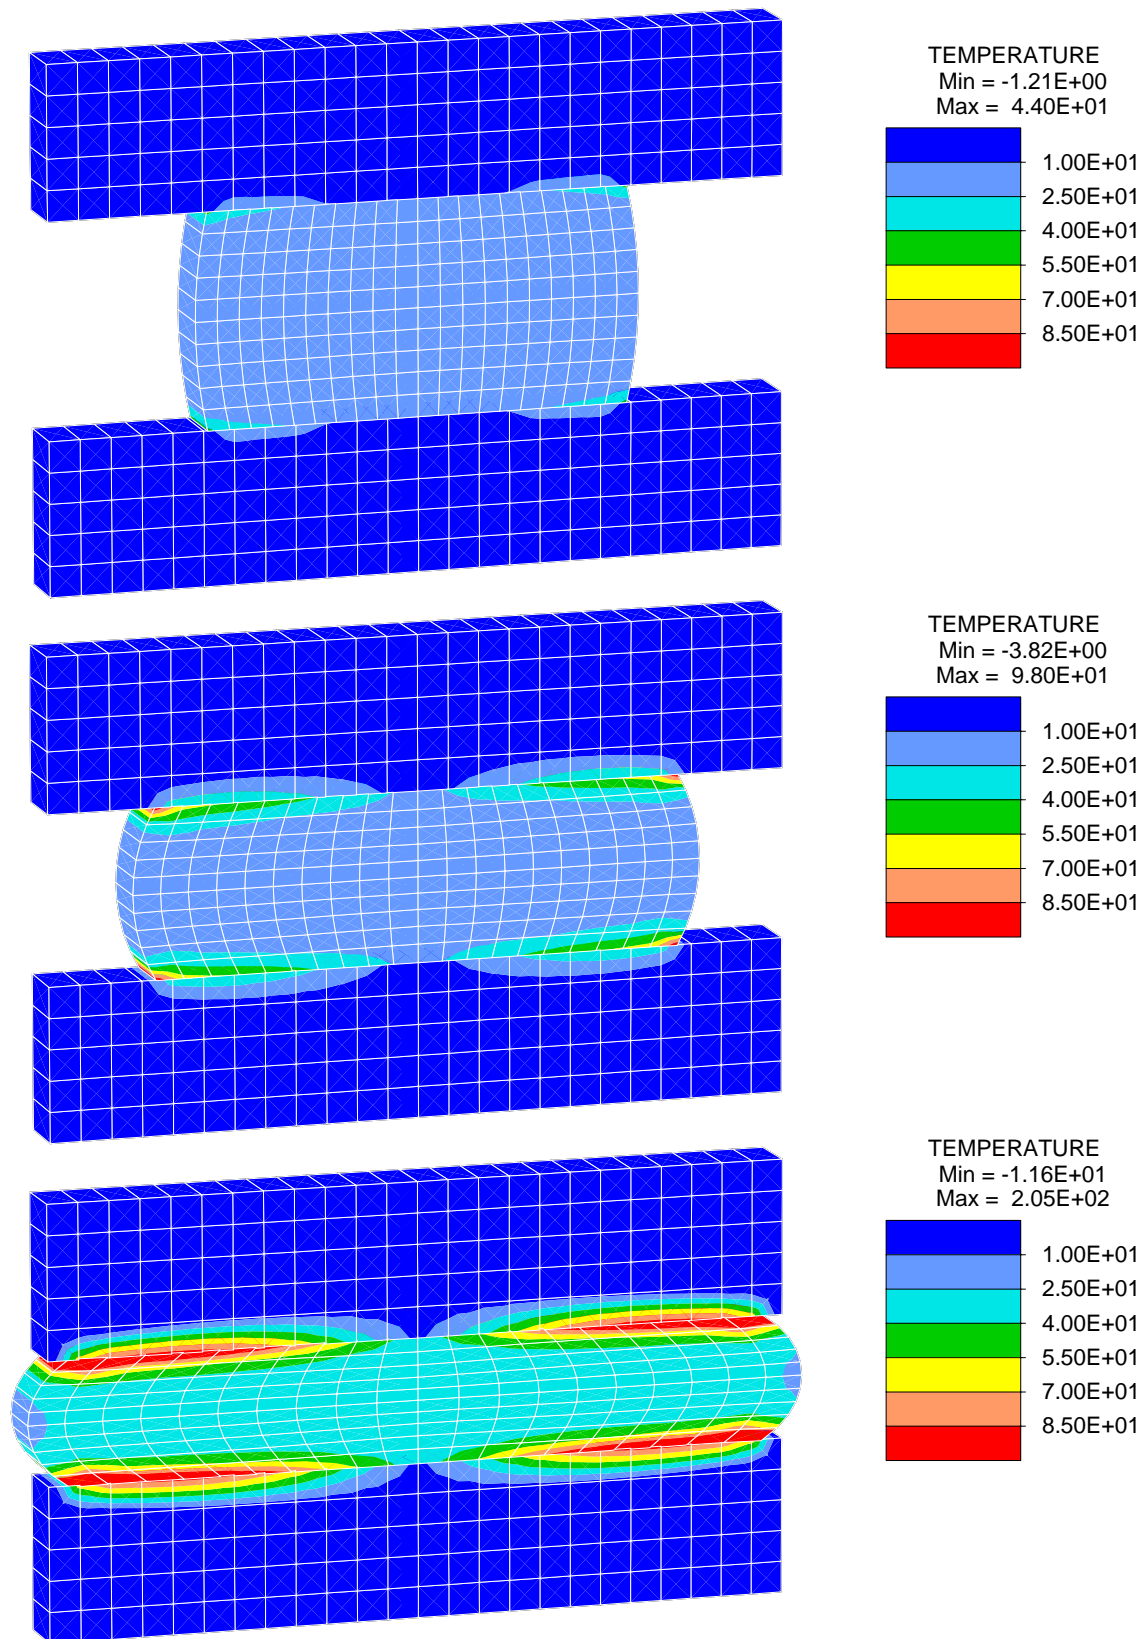 TEMPERATURE
Min = -1.21E+00
Max =  4.40E+01
1.00E+01
2.50E+01
4.00E+01
5.50E+01
7.00E+01
8.50E+01
TEMPERATURE
Min = -3.82E+00
Max =  9.80E+01
1.00E+01
2.50E+01
4.00E+01
5.50E+01
7.00E+01
8.50E+01
TEMPERATURE
Min = -1.16E+01
Max =  2.05E+02
1.00E+01
2.50E+01
4.00E+01
5.50E+01
7.00E+01
8.50E+01